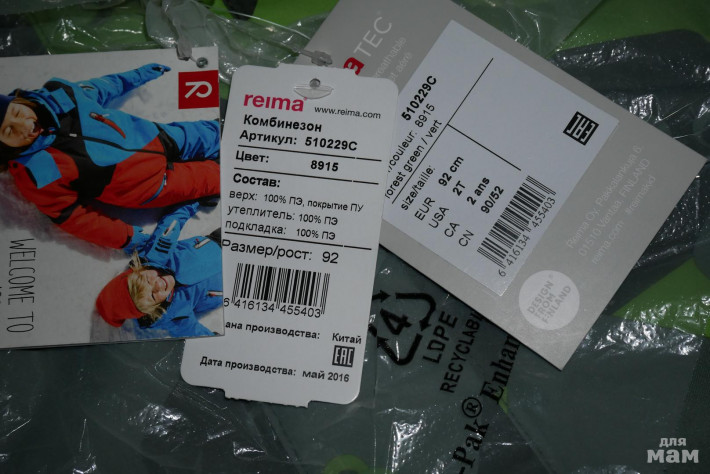 WELCOME TO
reima®
www.reima.com
Комбинезон
Артикул: 510229C
Цвет: 8915
Состав:
верх: 100% ПЭ, покрытие ПУ
утеплитель: 100% ПЭ
подкладка: 100% ПЭ
Размер/рост: 92
6 416134 455403
ана производства: Китай
EAC
Дата производства: май 2016
TEC
510229C
/couleur: 8915
forest green / vert
size/taille:
EUR 92 cm
USA 2T
CA 2 ans
CN 90/52
6 416134 455403
DESIGN FROM FINLAND
4
LDPE
RECYCLABLE
-Pak® Enhan
для
мам